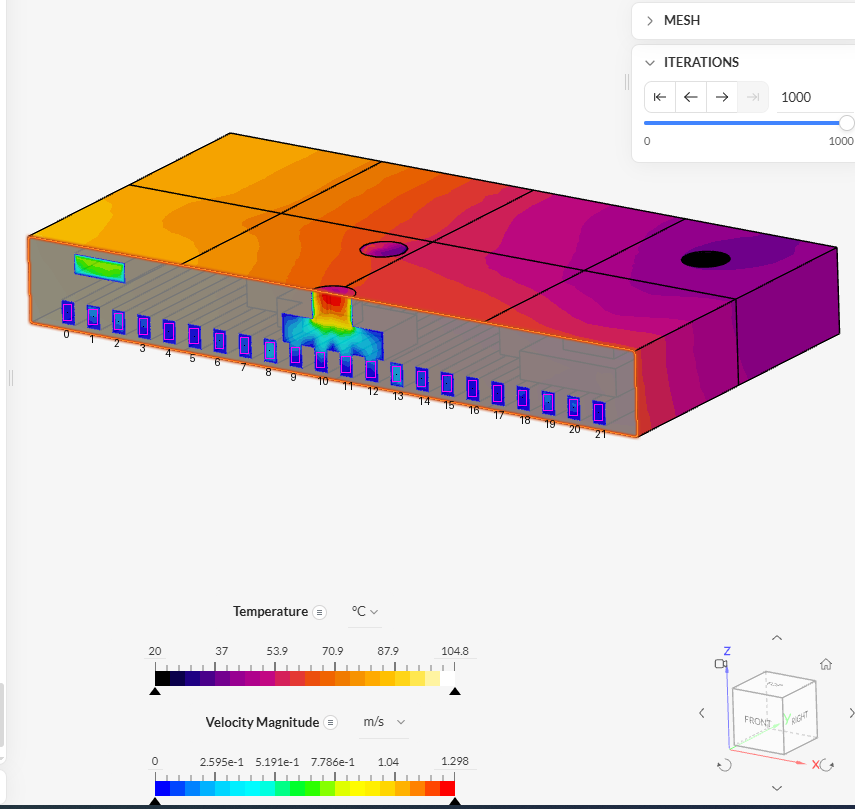 MESH
ITERATIONS
1000
0 1000
0 1 2 3 4 5 6 7 8 9 10 11 12 13 14 15 16 17 18 19 20 21
Temperature °C
20 37 53.9 70.9 87.9 104.8
Velocity Magnitude m/s
0 2.595e-1 5.191e-1 7.786e-1 1.04 1.298
Z
TOP
FRONT Y RIGHT
X